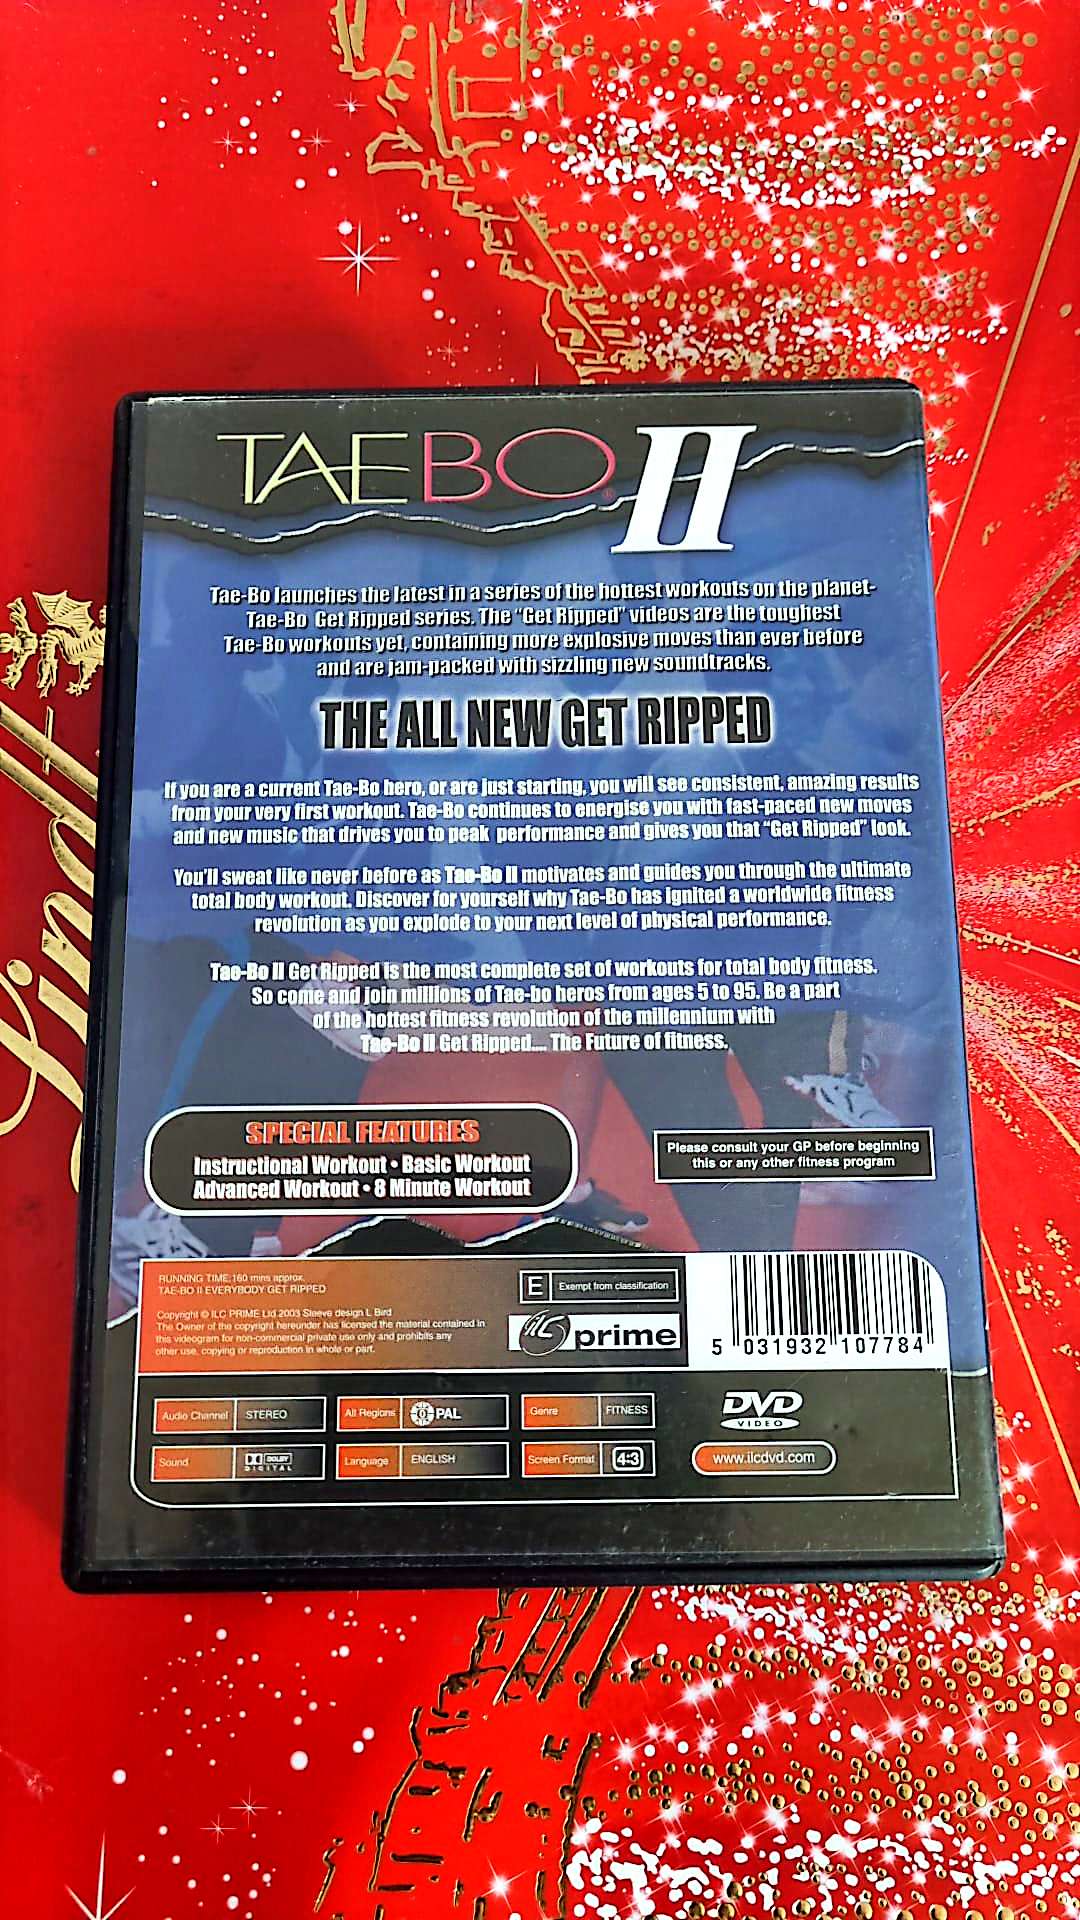 TAEBO® II
Tae-Bo launches the latest in a series of the hottest workouts on the planet-
Tae-Bo Get Ripped series. The "Get Ripped" videos are the toughest
Tae-Bo workouts yet, containing more explosive moves than ever before
and are jam-packed with sizzling new soundtracks.
THE ALL NEW GET RIPPED
If you are a current Tae-Bo hero, or are just starting, you will see consistent, amazing results
from your very first workout. Tae-Bo continues to energise you with fast-paced new moves
and new music that drives you to peak performance and gives you that "Get Ripped" look.
You'll sweat like never before as Tae-Bo II motivates and guides you through the ultimate
total body workout. Discover for yourself why Tae-Bo has ignited a worldwide fitness
revolution as you explode to your next level of physical performance.
Tae-Bo II Get Ripped is the most complete set of workouts for total body fitness.
So come and join millions of Tae-bo heros from ages 5 to 95. Be a part
of the hottest fitness revolution of the millennium with
Tae-Bo II Get Ripped.... The Future of fitness.
SPECIAL FEATURES
Instructional Workout • Basic Workout
Advanced Workout • 8 Minute Workout
Please consult your GP before beginning
this or any other fitness program
RUNNING TIME;160 mins approx.
TAE-BO II EVERYBODY GET RIPPED
Copyright © ILC PRIME Ltd 2003 Sleeve design L Bird
The Owner of the copyright hereunder has licensed the material contained in
this videogram for non-commercial private use only and prohibits any
other use, copying or reproduction in whole or part.
E Exempt from classification
ilc prime
5 031932 107784
Audio Channel STEREO
All Regions 0 PAL
Genre FITNESS
DVD
VIDEO
Sound DOLBY
DIGITAL
Language ENGLISH
Screen Format 4:3
www.ilcdvd.com
Lindt